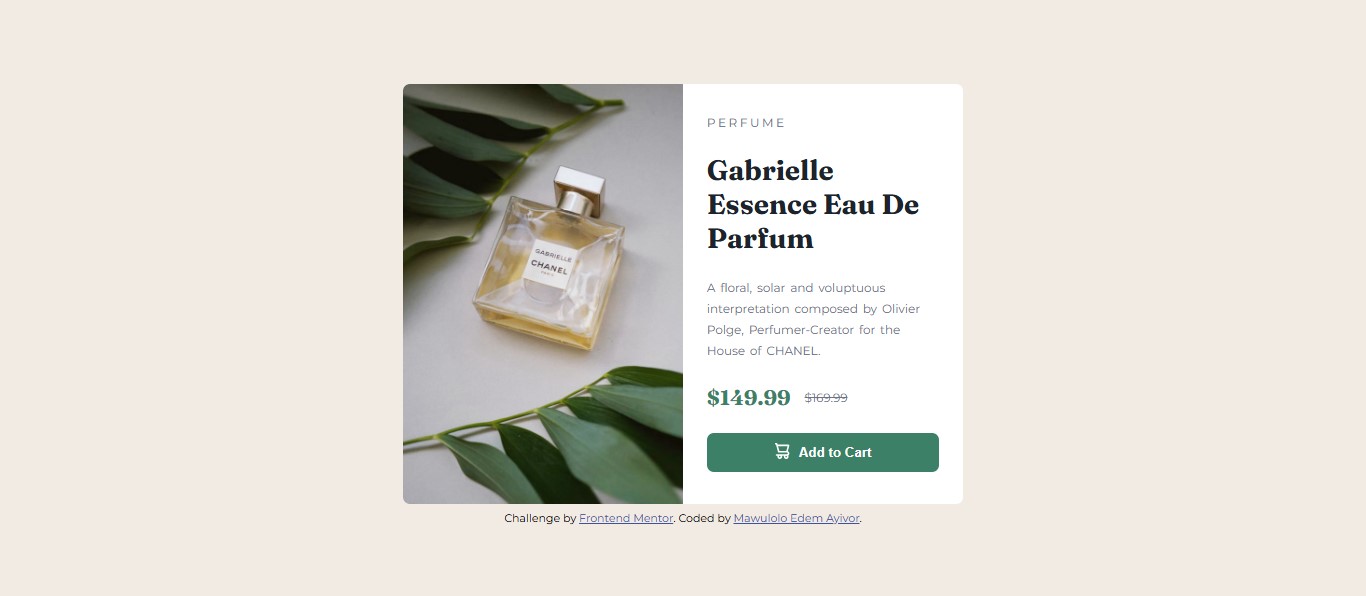 PERFUME
Gabrielle
Essence Eau De
Parfum
A floral, solar and voluptuous
interpretation composed by Olivier
Polge, Perfumer-Creator for the
House of CHANEL.
$149.99 $169.99
Add to Cart
GABRIELLE
CHANEL
PARIS
Challenge by Frontend Mentor. Coded by Mawulolo Edem Ayivor.